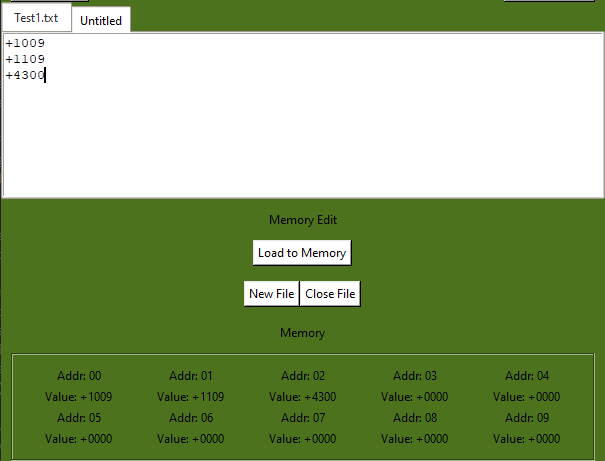 Test1.txt Untitled
+1009
+1109
+4300
Memory Edit
Load to Memory
New File Close File
Memory
Addr: 00 Addr: 01 Addr: 02 Addr: 03 Addr: 04
Value: +1009 Value: +1109 Value: +4300 Value: +0000 Value: +0000
Addr: 05 Addr: 06 Addr: 07 Addr: 08 Addr: 09
Value: +0000 Value: +0000 Value: +0000 Value: +0000 Value: +0000